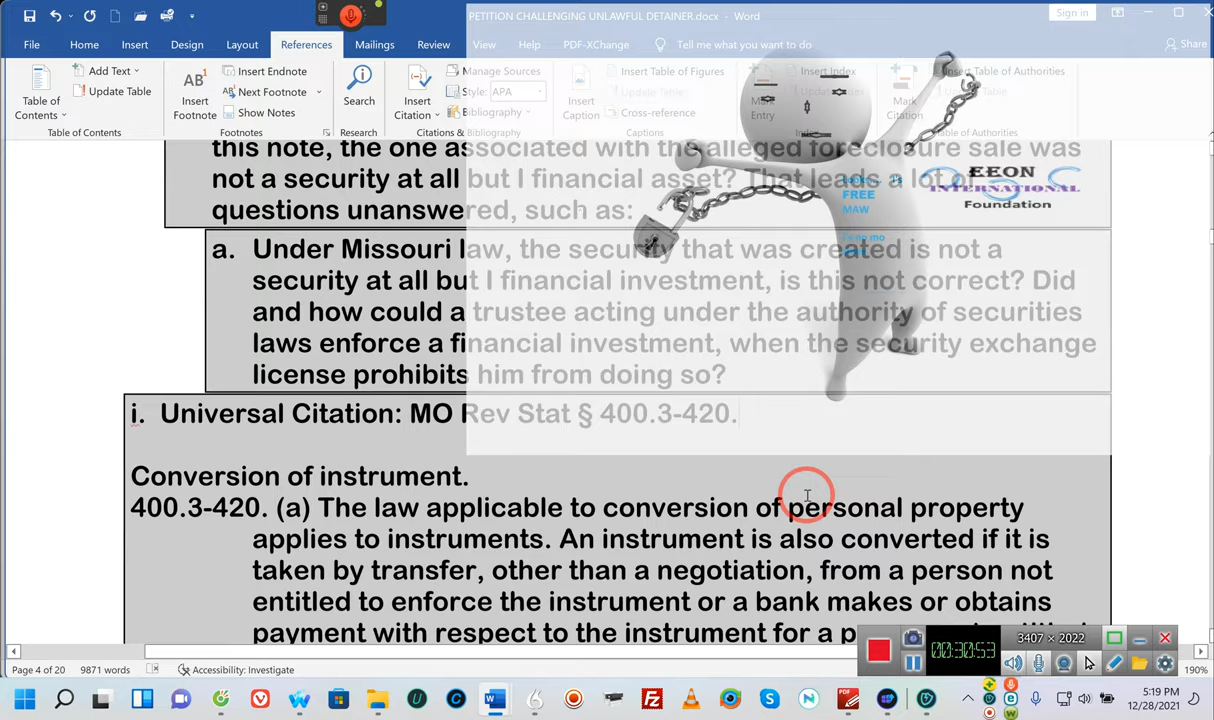 PETITION CHALLENGING UNLAWFUL DETAINER.docx - Word
Sign in
File Home Insert Design Layout References Mailings Review View Help PDF-XChange Tell me what you want to do Share
Table of Contents
Add Text
Update Table
Table of Contents
AB1
Insert Footnote
Insert Endnote
AB1 Next Footnote
Show Notes
Footnotes
Search
Research
Insert Citation
Manage Sources
Style: APA
Bibliography
Citations & Bibliography
Insert Caption
Insert Table of Figures
Update Table
Cross-reference
Captions
Mark Entry
Insert Index
Mark Citation
Insert Table of Authorities
Table of Authorities
this note, the one associated with the alleged foreclosure sale was
not a security at all but I financial asset? That leads a lot of
questions unanswered, such as:
EEON
INTERNATIONAL
Foundation
FREE
MAW
a. Under Missouri law, the security that was created is not a
security at all but I financial investment, is this not correct? Did
and how could a trustee acting under the authority of securities
laws enforce a financial investment, when the security exchange
license prohibits him from doing so?
i. Universal Citation: MO Rev Stat § 400.3-420.
Conversion of instrument.
400.3-420. (a) The law applicable to conversion of personal property
applies to instruments. An instrument is also converted if it is
taken by transfer, other than a negotiation, from a person not
entitled to enforce the instrument or a bank makes or obtains
payment with respect to the instrument for a
00:30:53
3407 × 2022
Page 4 of 20 9871 words Accessibility: Investigate 190%
5:19 PM
12/28/2021